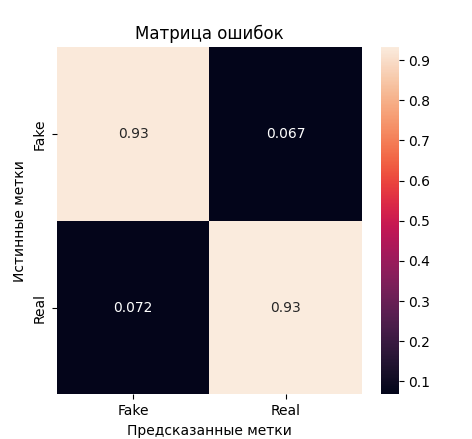 Матрица ошибок
Истинные метки
Fake
0.93
0.067
Real
0.072
0.93
Fake
Real
Предсказанные метки
0.9
0.8
0.7
0.6
0.5
0.4
0.3
0.2
0.1